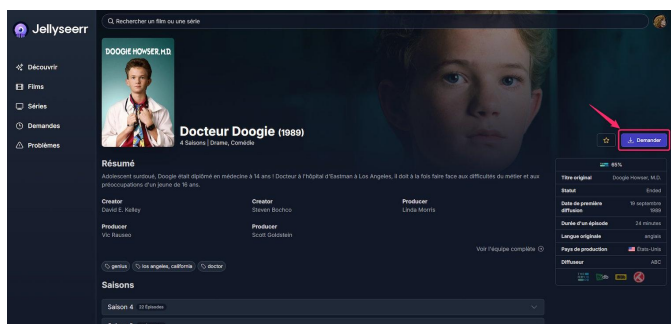 Jellyseerr
Rechercher un film ou une série
Découvrir
Films
Séries
Demandes
Problèmes
DOOGIE HOWSER, M.D.
Docteur Doogie (1989)
4 Saisons | Drame, Comédie
Demander
Résumé
Adolescent surdoué, Doogie était diplômé en médecine à 14 ans ! Docteur à l'hôpital d'Eastman à Los Angeles, il doit à la fois faire face aux difficultés du métier et aux
préoccupations d'un jeune de 16 ans.
Creator
David E. Kelley
Creator
Steven Bochco
Producer
Linda Morris
Producer
Vic Rauseo
Producer
Scott Goldstein
Voir l'équipe complète
genius
los angeles, california
doctor
Saisons
Saison 4 22 Épisodes
65%
Titre original Doogie Howser, M.D.
Statut Ended
Date de première diffusion 19 septembre 1989
Durée d'un épisode 24 minutes
Langue originale anglais
Pays de production États-Unis
Diffuseur ABC